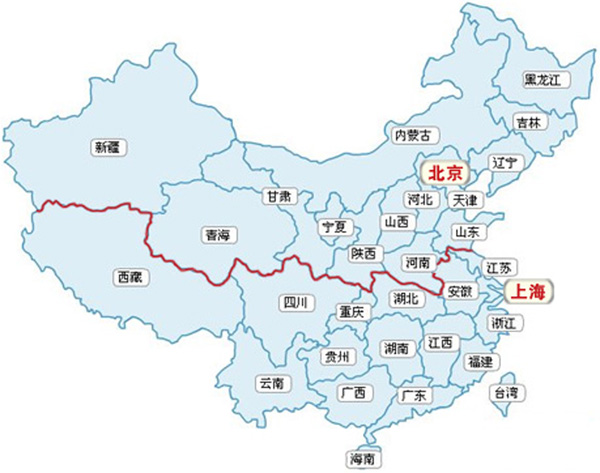 黑龙江
吉林
内蒙古
新疆
辽宁
北京
甘肃
河北
天津
宁夏
山西
青海
山东
陕西
河南
江苏
西藏
四川
湖北
安徽
上海
重庆
浙江
湖南
江西
贵州
福建
云南
广西
广东
台湾
海南